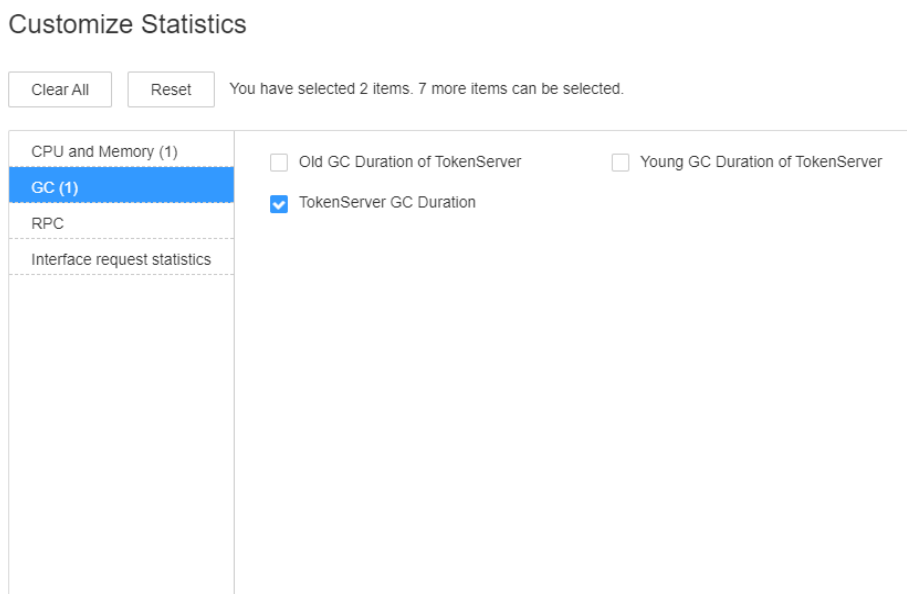 Customize Statistics
Clear All Reset You have selected 2 items. 7 more items can be selected.
CPU and Memory (1)
GC (1)
RPC
Interface request statistics
Old GC Duration of TokenServer Young GC Duration of TokenServer
TokenServer GC Duration